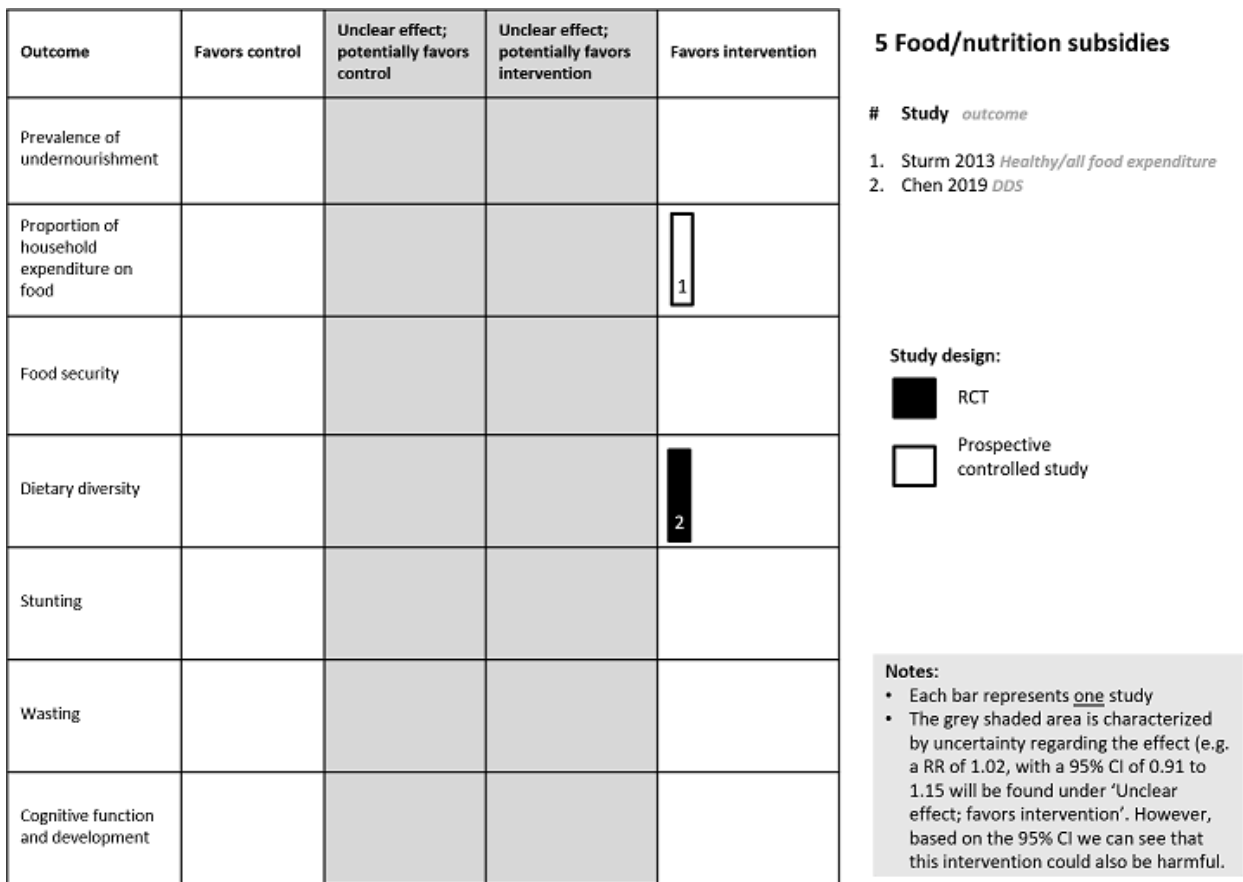 Outcome
Favors control
Unclear effect;
potentially favors
control
Unclear effect;
potentially favors
intervention
Favors intervention
Prevalence of
undernourishment
Proportion of
household
expenditure on
food
1
Food security
Dietary diversity
2
Stunting
Wasting
Cognitive function
and development
5 Food/nutrition subsidies
# Study outcome
1. Sturm 2013 Healthy/all food expenditure
2. Chen 2019 DDS
Study design:
RCT
Prospective
controlled study
Notes:
• Each bar represents one study
• The grey shaded area is characterized
by uncertainty regarding the effect (e.g.
a RR of 1.02, with a 95% CI of 0.91 to
1.15 will be found under ‘Unclear
effect; favors intervention’. However,
based on the 95% CI we can see that
this intervention could also be harmful.